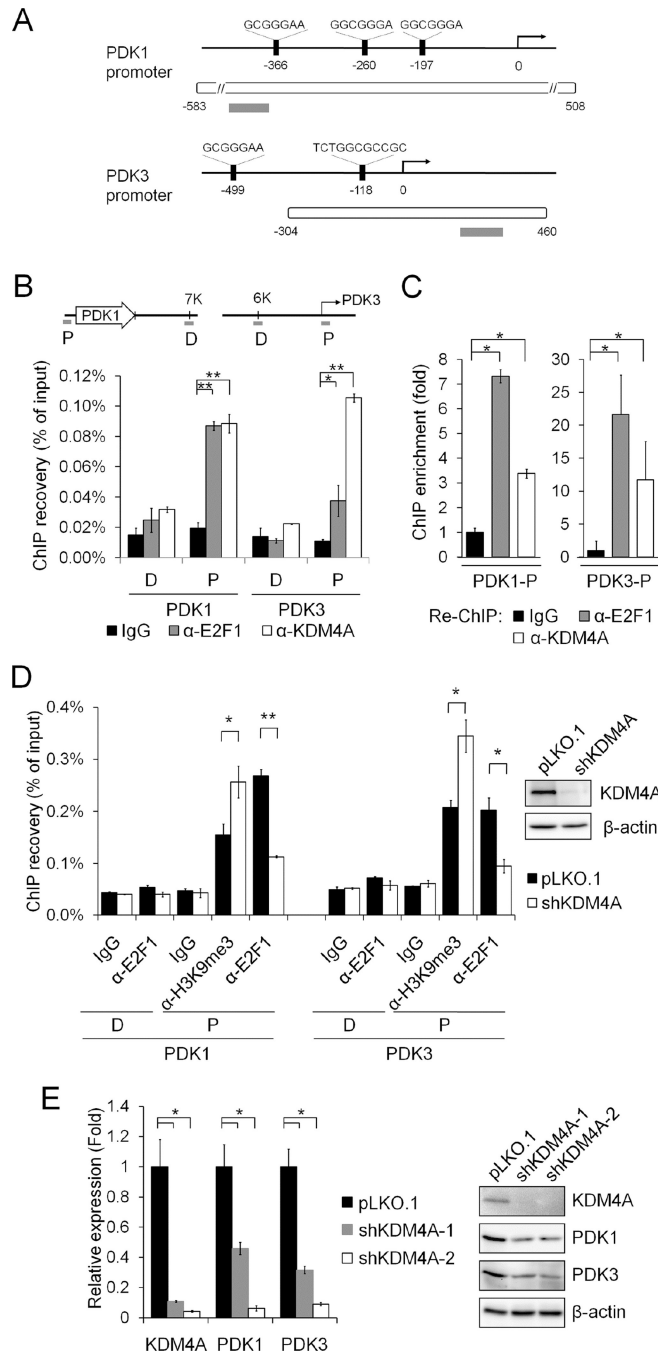 A
GCGGGAA GGCGGGA GGCGGGA
PDK1
promoter
-366 -260 -197 0
// //
-583 508
GCGGGAA TCTGGCGCCGC
PDK3
promoter
-499 -118 0
-304 460
B
PDK1 7K 6K PDK3
P D D P
ChIP recovery (% of input)
0.12%
0.10%
0.08%
0.06%
0.04%
0.02%
0.00%
** ** ** *
D P D P
PDK1 PDK3
IgG α-E2F1 α-KDM4A
C
ChIP enrichment (fold)
8
7
6
5
4
3
2
1
0
* *
PDK1-P
30
25
20
15
10
5
0
* *
PDK3-P
Re-ChIP: IgG α-E2F1
α-KDM4A
D
ChIP recovery (% of input)
0.4%
0.3%
0.2%
0.1%
0.0%
* ** * *
IgG α-E2F1 IgG α-H3K9me3 α-E2F1 IgG α-E2F1 IgG α-H3K9me3 α-E2F1
D P D P
PDK1 PDK3
pLKO.1 shKDM4A
KDM4A
β-actin
pLKO.1
shKDM4A
E
Relative expression (Fold)
1.4
1.2
1
0.8
0.6
0.4
0.2
0
* * *
KDM4A PDK1 PDK3
pLKO.1
shKDM4A-1
shKDM4A-2
pLKO.1 shKDM4A-1 shKDM4A-2
KDM4A
PDK1
PDK3
β-actin